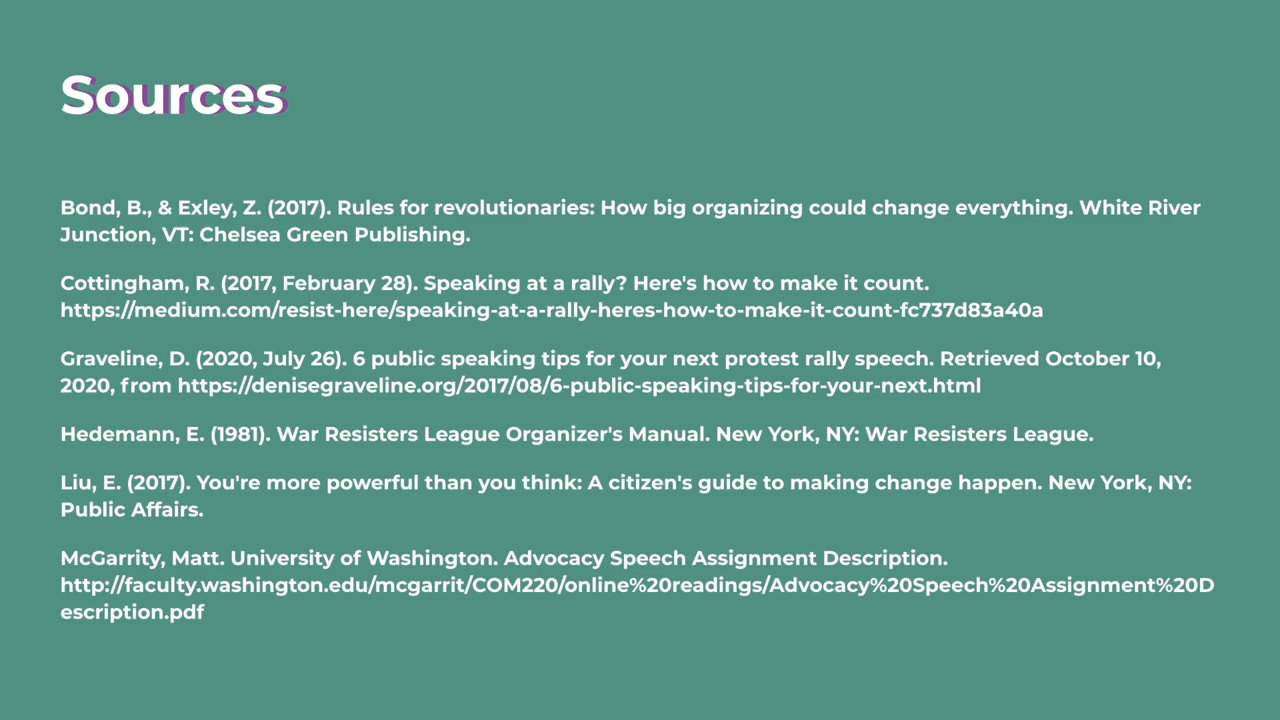 Sources
Bond, B., & Exley, Z. (2017). Rules for revolutionaries: How big organizing could change everything. White River
Junction, VT: Chelsea Green Publishing.
Cottingham, R. (2017, February 28). Speaking at a rally? Here's how to make it count.
https://medium.com/resist-here/speaking-at-a-rally-heres-how-to-make-it-count-fc737d83a40a
Graveline, D. (2020, July 26). 6 public speaking tips for your next protest rally speech. Retrieved October 10,
2020, from https://denisegraveline.org/2017/08/6-public-speaking-tips-for-your-next.html
Hedemann, E. (1981). War Resisters League Organizer's Manual. New York, NY: War Resisters League.
Liu, E. (2017). You're more powerful than you think: A citizen's guide to making change happen. New York, NY:
Public Affairs.
McGarrity, Matt. University of Washington. Advocacy Speech Assignment Description.
http://faculty.washington.edu/mcgarrit/COM220/online%20readings/Advocacy%20Speech%20Assignment%20D
escription.pdf